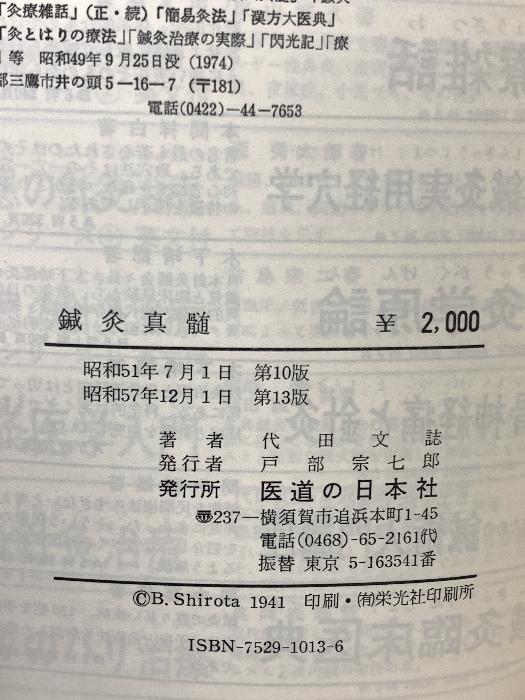 「灸療雑話」（正・続）「簡易灸法」「漢方大医典」
「灸とはりの療法」「鍼灸治療の実際」「閃光記」「療
等 昭和49年9月25日没（1974）
部三鷹市井の頭5－16－7（〒181）
電話(0422)－44－7653
鍼灸真髄 ¥ 2,000
昭和51年7月1日 第10版
昭和57年12月1日 第13版
著者 代田文誌
発行者 戸部宗七郎
発行所 医道の日本社
〠237―横須賀市追浜本町1-45
電話(0468)-65-2161㈹
振替 東京 5-163541番
©B. Shirota 1941 印刷・㈲栄光社印刷所
ISBN-7529-1013-6